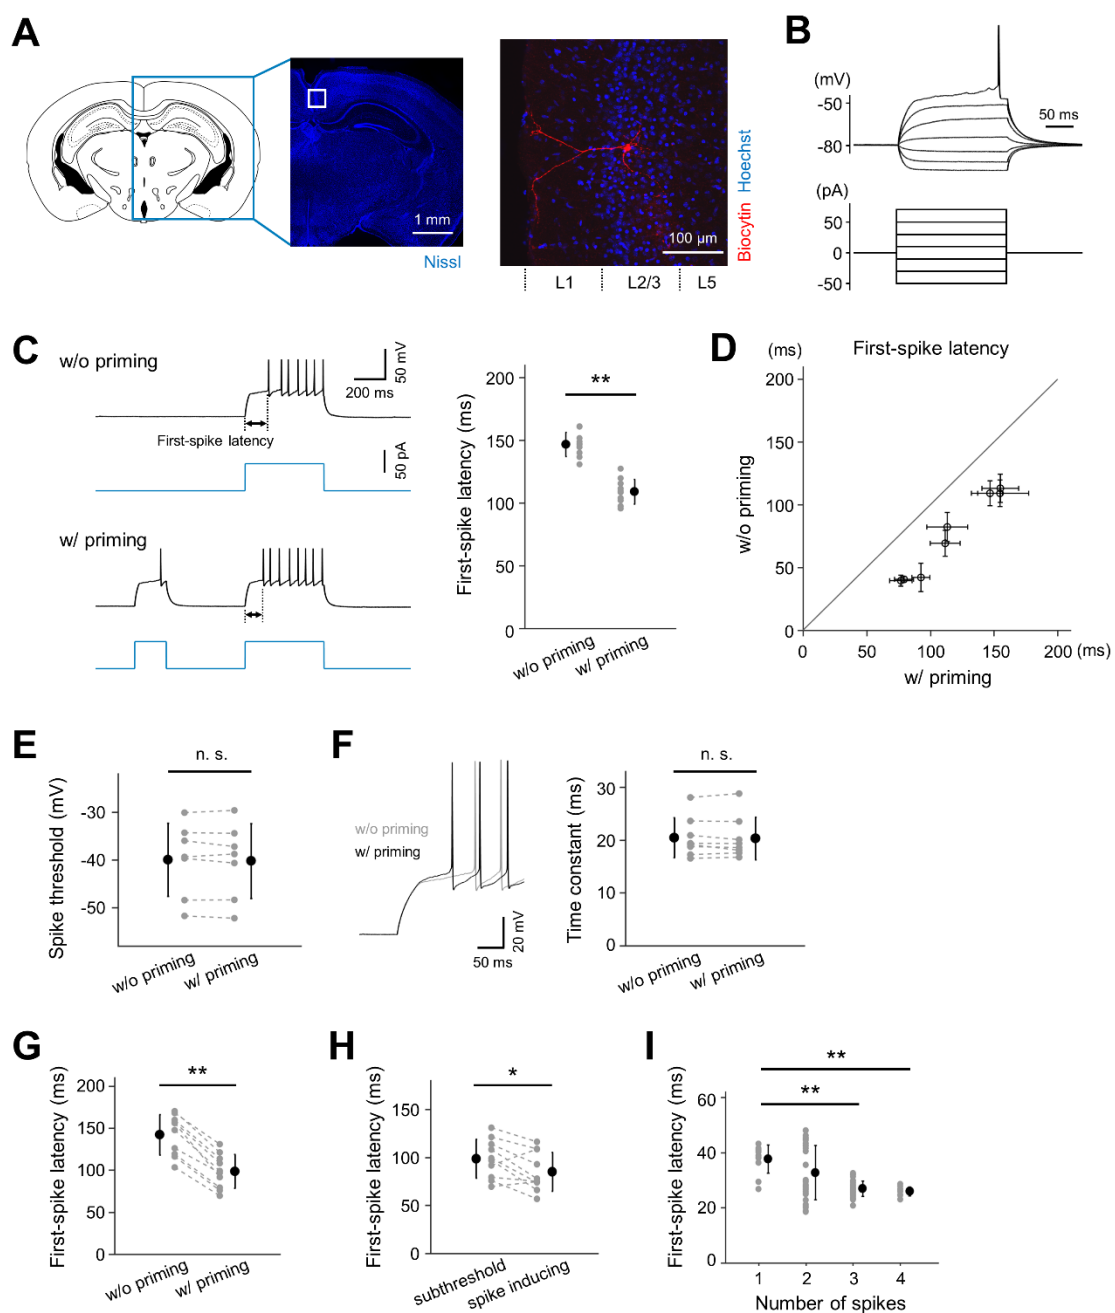 A
1 mm
Nissl
100 µm
Biocytin Hoechst
L1
L2/3
L5
B
(mV)
-50
-80
50 ms
(pA)
50
0
-50
C
w/o priming
200 ms
50 mV
First-spike latency
50 pA
w/ priming
First-spike latency (ms)
200
150
100
50
0
**
w/o priming
w/ priming
D
(ms)
First-spike latency
200
150
100
50
0
w/o priming
0
50
100
150
200
(ms)
w/ priming
E
n. s.
Spike threshold (mV)
-30
-40
-50
w/o priming
w/ priming
F
w/o priming
w/ priming
20 mV
50 ms
n. s.
Time constant (ms)
30
20
10
0
w/o priming
w/ priming
G
**
First-spike latency (ms)
200
150
100
50
0
w/o priming
w/ priming
H
*
First-spike latency (ms)
150
100
50
0
subthreshold
spike inducing
I
**
**
First-spike latency (ms)
60
40
20
0
1
2
3
4
Number of spikes